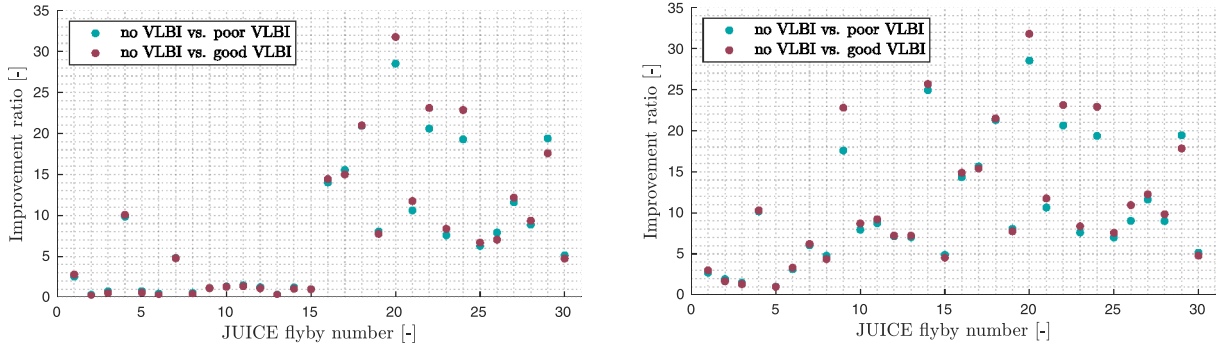 35
30
25
20
15
10
5
0
Improvement ratio [-]
no VLBI vs. poor VLBI
no VLBI vs. good VLBI
0 5 10 15 20 25 30
JUICE flyby number [-]
35
30
25
20
15
10
5
0
Improvement ratio [-]
no VLBI vs. poor VLBI
no VLBI vs. good VLBI
0 5 10 15 20 25 30
JUICE flyby number [-]